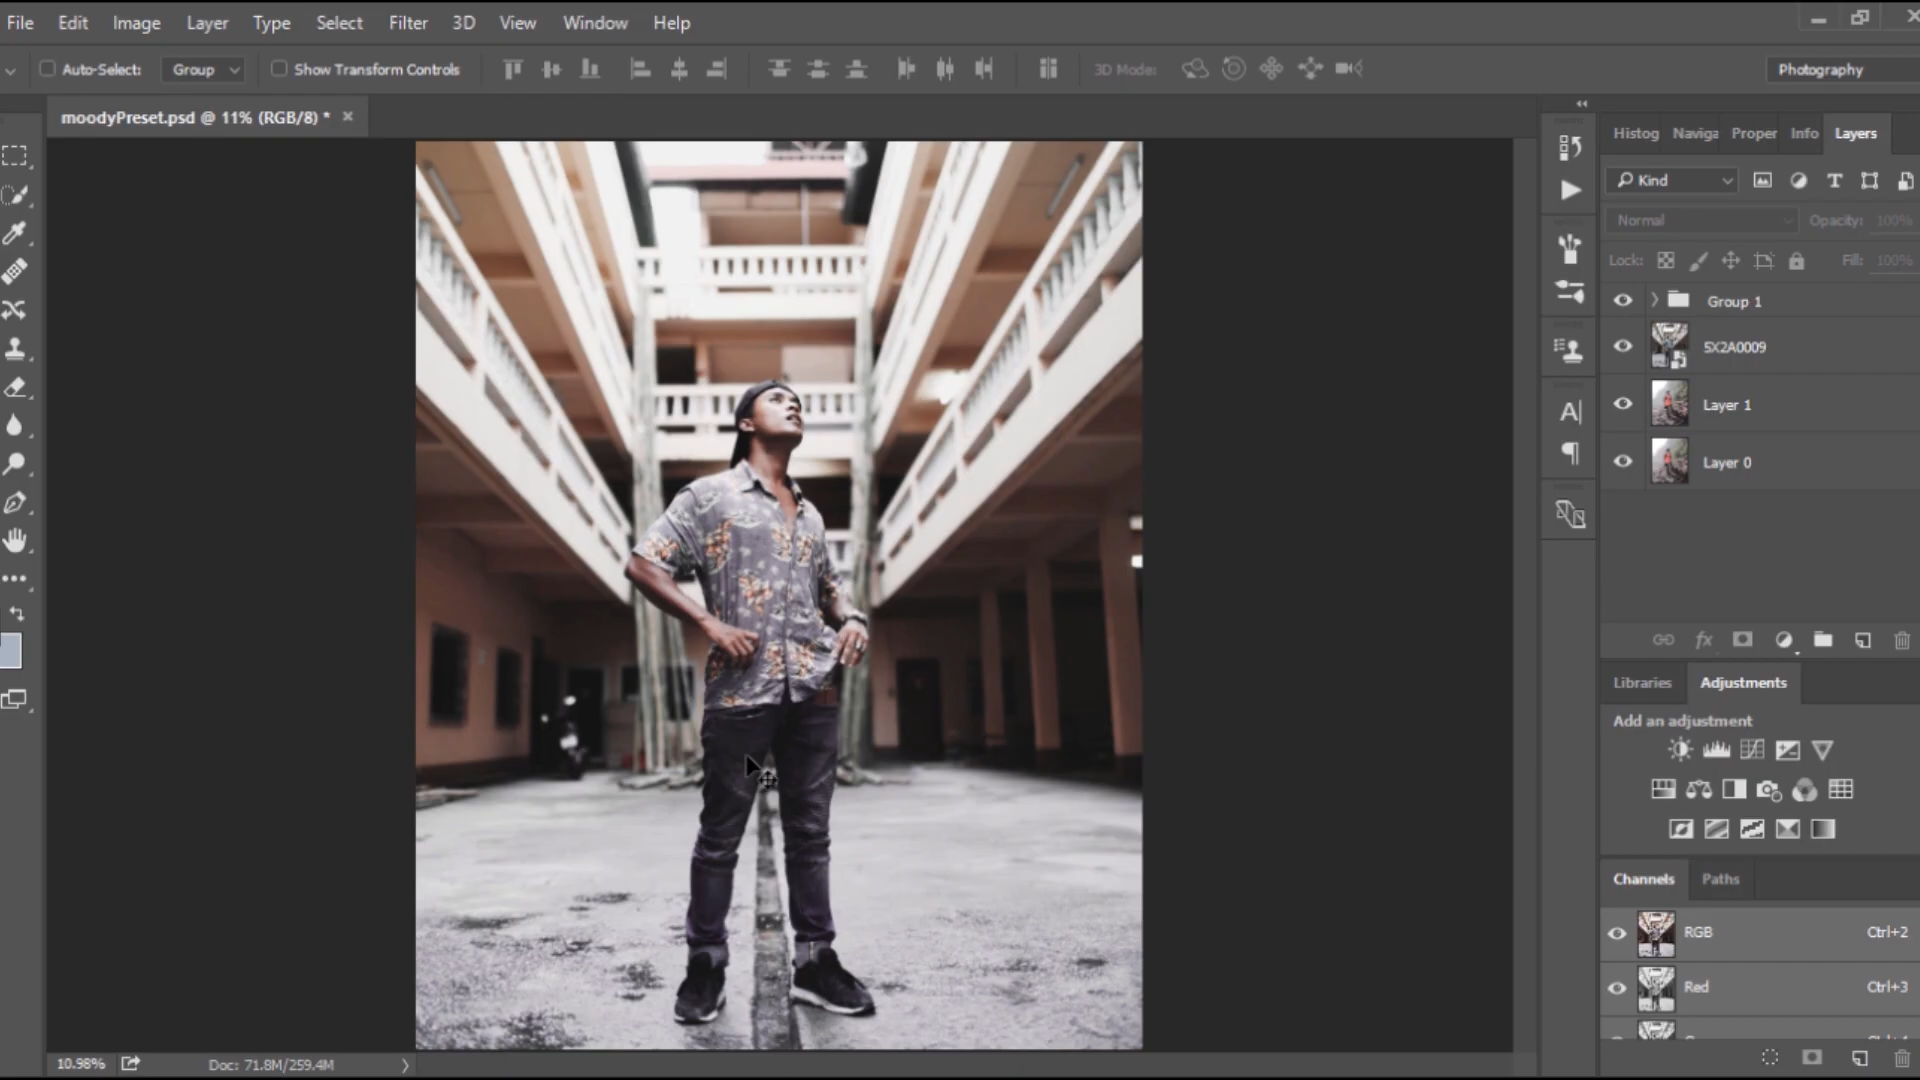 File Edit Image Layer Type Select Filter 3D View Window Help
Auto-Select: Group Show Transform Controls 3D Mode: Photography
moodyPreset.psd @ 11% (RGB/8) * ×
Histog Naviga Proper Info Layers
Kind
Normal Opacity: 100%
Lock: Fill: 100%
Group 1
SX2A0009
Layer 1
Layer 0
fx
Libraries Adjustments
Add an adjustment
Channels Paths
RGB Ctrl+2
Red Ctrl+3
10.98% Doc: 71.8M/259.4M